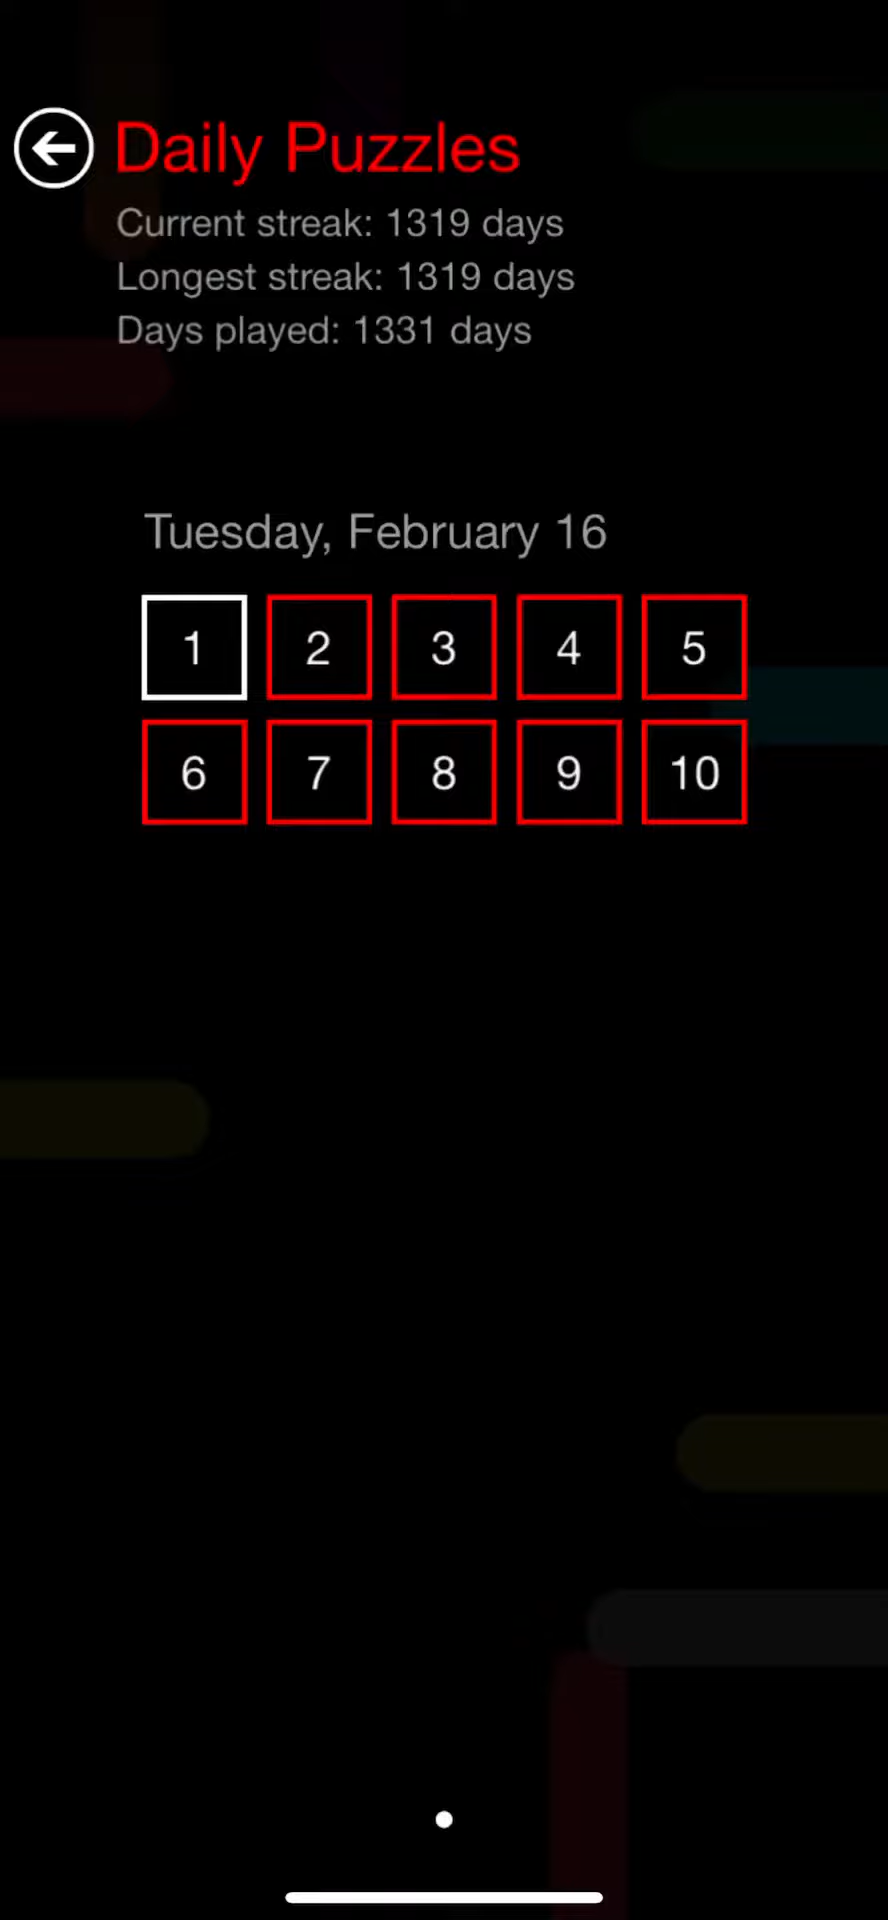 Daily Puzzles
Current streak: 1319 days
Longest streak: 1319 days
Days played: 1331 days
Tuesday, February 16
1 2 3 4 5
6 7 8 9 10